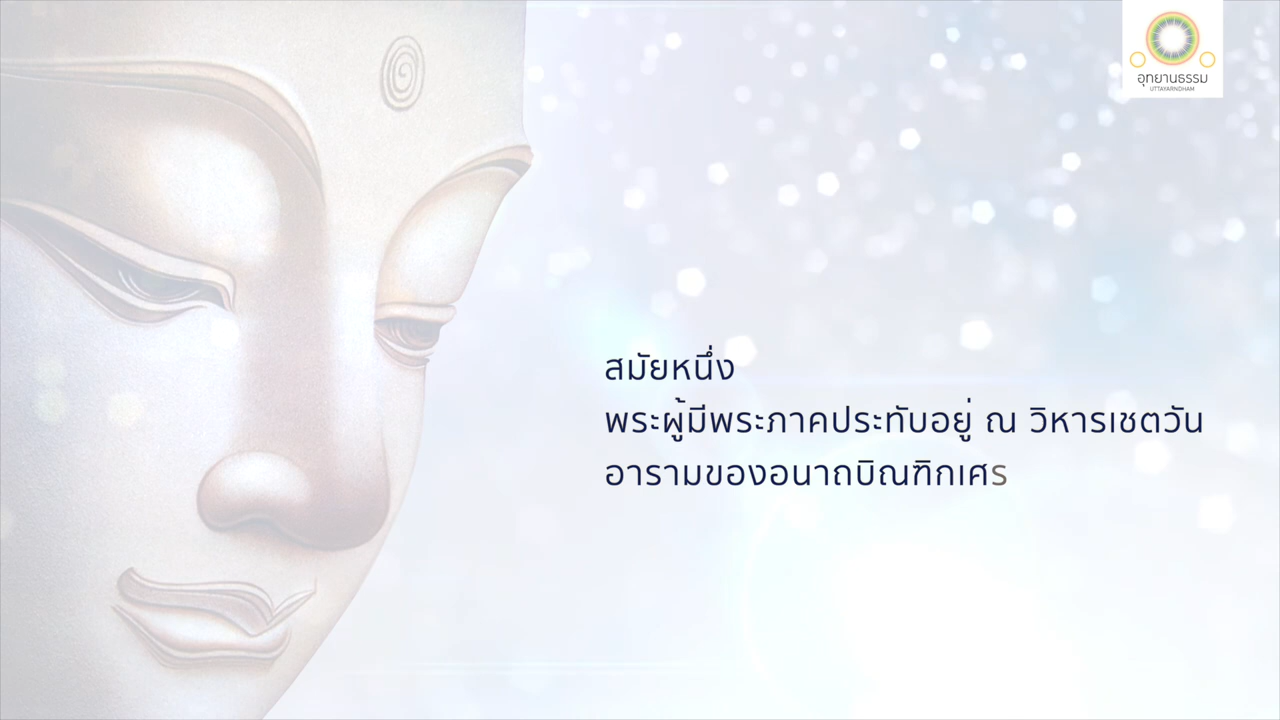 อุทยานธรรม
UTTAYARNDHAM
สมัยหนึ่ง
พระผู้มีพระภาคประทับอยู่ ณ วิหารเชตวัน
อารามของอนาถบิณฑิกเศร